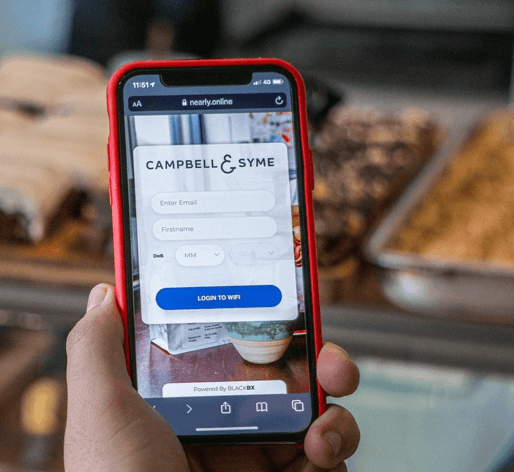 11:51
4G
AA nearly.online
CAMPBELL & SYME
Enter Email
Firstname
DoB MM
LOGIN TO WIFI
Powered By BLACKBX